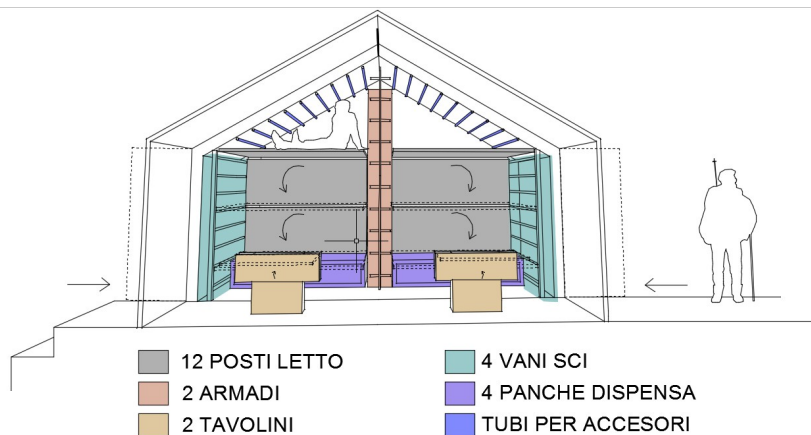 12 POSTI LETTO
2 ARMADI
2 TAVOLINI
4 VANI SCI
4 PANCHE DISPENSA
TUBI PER ACCESORI